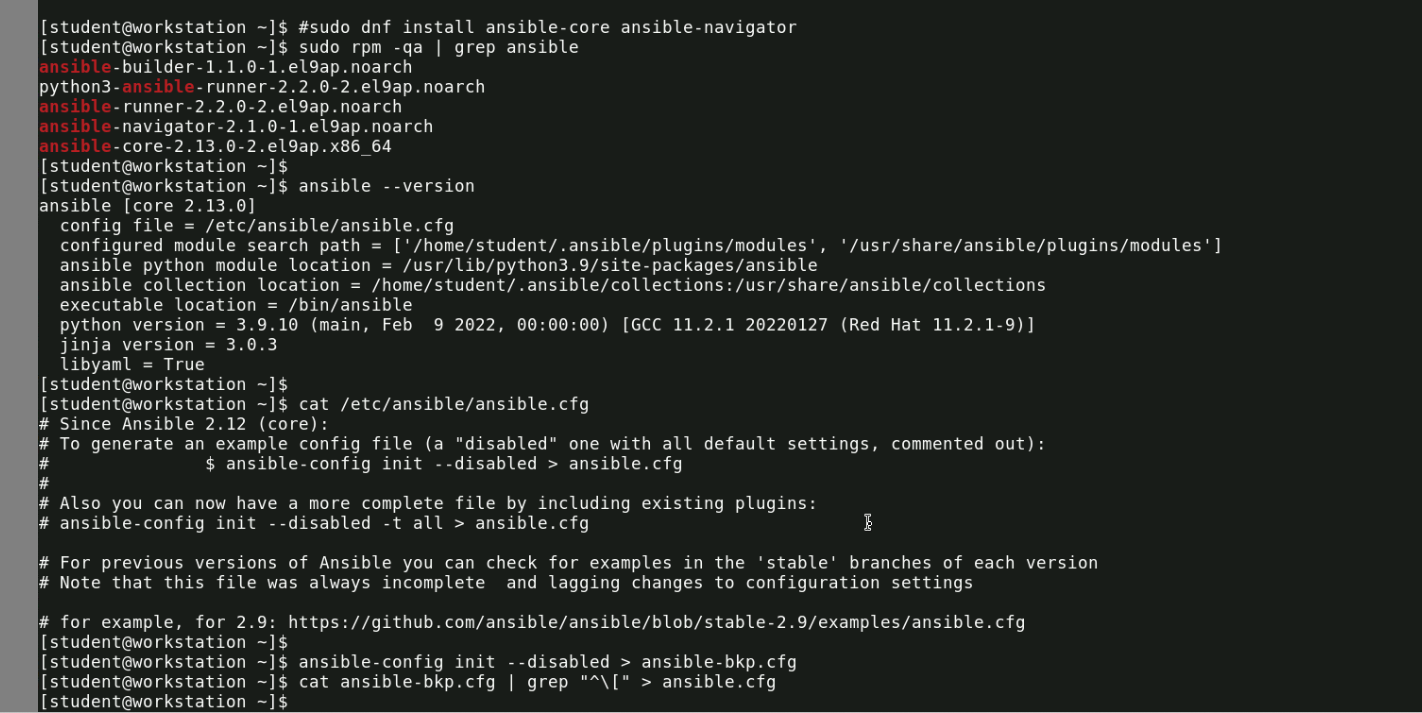 [student@workstation ~]$ #sudo dnf install ansible-core ansible-navigator
[student@workstation ~]$ sudo rpm -qa | grep ansible
ansible-builder-1.1.0-1.el9ap.noarch
python3-ansible-runner-2.2.0-2.el9ap.noarch
ansible-runner-2.2.0-2.el9ap.noarch
ansible-navigator-2.1.0-1.el9ap.noarch
ansible-core-2.13.0-2.el9ap.x86_64
[student@workstation ~]$
[student@workstation ~]$ ansible --version
ansible [core 2.13.0]
  config file = /etc/ansible/ansible.cfg
  configured module search path = ['/home/student/.ansible/plugins/modules', '/usr/share/ansible/plugins/modules']
  ansible python module location = /usr/lib/python3.9/site-packages/ansible
  ansible collection location = /home/student/.ansible/collections:/usr/share/ansible/collections
  executable location = /bin/ansible
  python version = 3.9.10 (main, Feb  9 2022, 00:00:00) [GCC 11.2.1 20220127 (Red Hat 11.2.1-9)]
  jinja version = 3.0.3
  libyaml = True
[student@workstation ~]$
[student@workstation ~]$ cat /etc/ansible/ansible.cfg
# Since Ansible 2.12 (core):
# To generate an example config file (a "disabled" one with all default settings, commented out):
#               $ ansible-config init --disabled > ansible.cfg
#
# Also you can now have a more complete file by including existing plugins:
# ansible-config init --disabled -t all > ansible.cfg

# For previous versions of Ansible you can check for examples in the 'stable' branches of each version
# Note that this file was always incomplete  and lagging changes to configuration settings

# for example, for 2.9: https://github.com/ansible/ansible/blob/stable-2.9/examples/ansible.cfg
[student@workstation ~]$
[student@workstation ~]$ ansible-config init --disabled > ansible-bkp.cfg
[student@workstation ~]$ cat ansible-bkp.cfg | grep "^\[" > ansible.cfg
[student@workstation ~]$